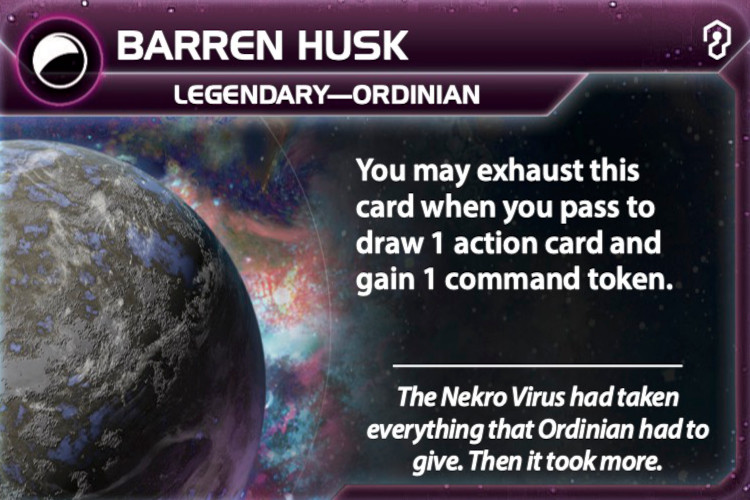 BARREN HUSK
LEGENDARY—ORDINIAN
You may exhaust this
card when you pass to
draw 1 action card and
gain 1 command token.
The Nekro Virus had taken
everything that Ordinian had to
give. Then it took more.